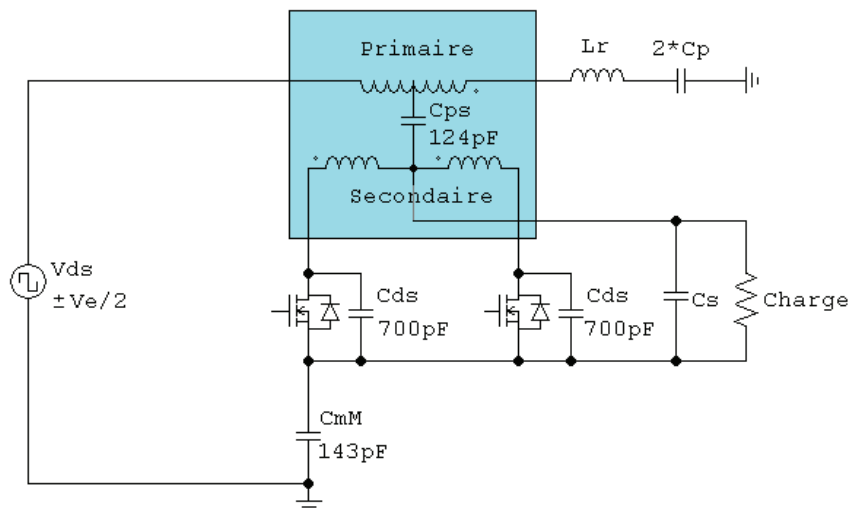 Primaire
Lr
2*Cp
Cps
124pF
Secondaire
Vds
±Ve/2
Cds
700pF
Cds
700pF
Cs
Charge
CmM
143pF